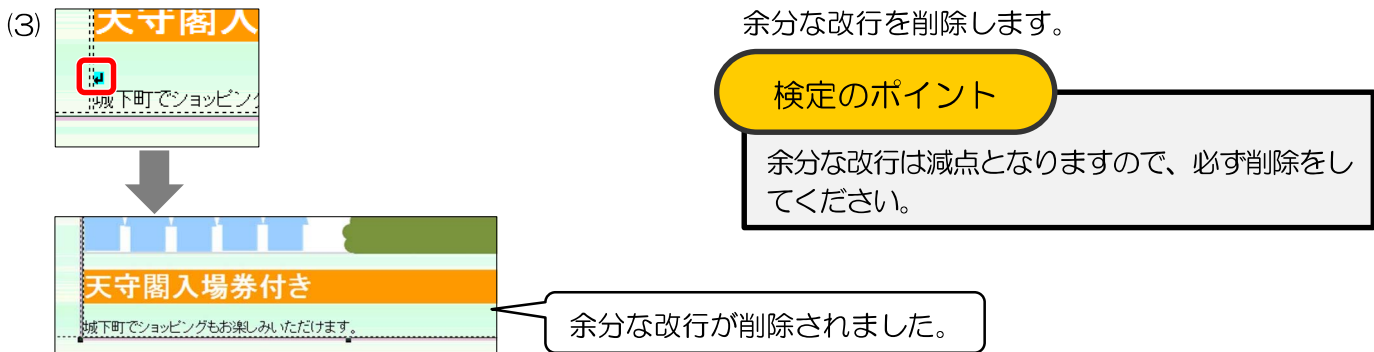 (3)
天守閣入
城下町でショッピング
余分な改行を削除します。
検定のポイント
余分な改行は減点となりますので、必ず削除をし
てください。
天守閣入場券付き
城下町でショッピングもお楽しみいただけます。
余分な改行が削除されました。